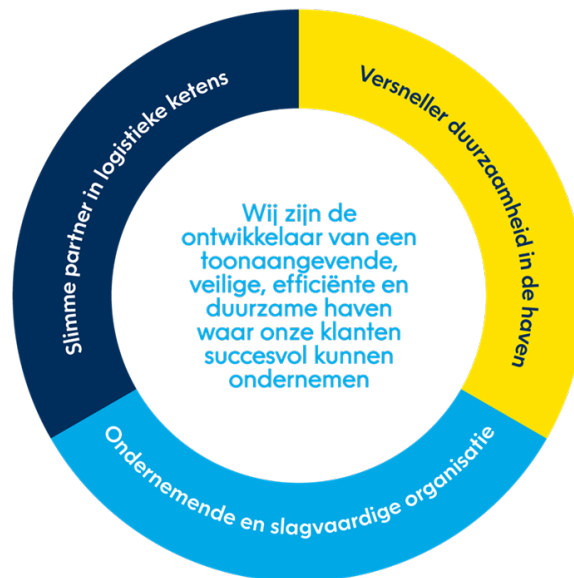 Slimme partner in logistieke ketens
Versneller duurzaamheid in de haven
Wij zijn de
ontwikkelaar van een
toonaangevende,
veilige, efficiënte en
duurzame haven
waar onze klanten
succesvol kunnen
ondernemen
Ondernemende en slagvaardige organisatie